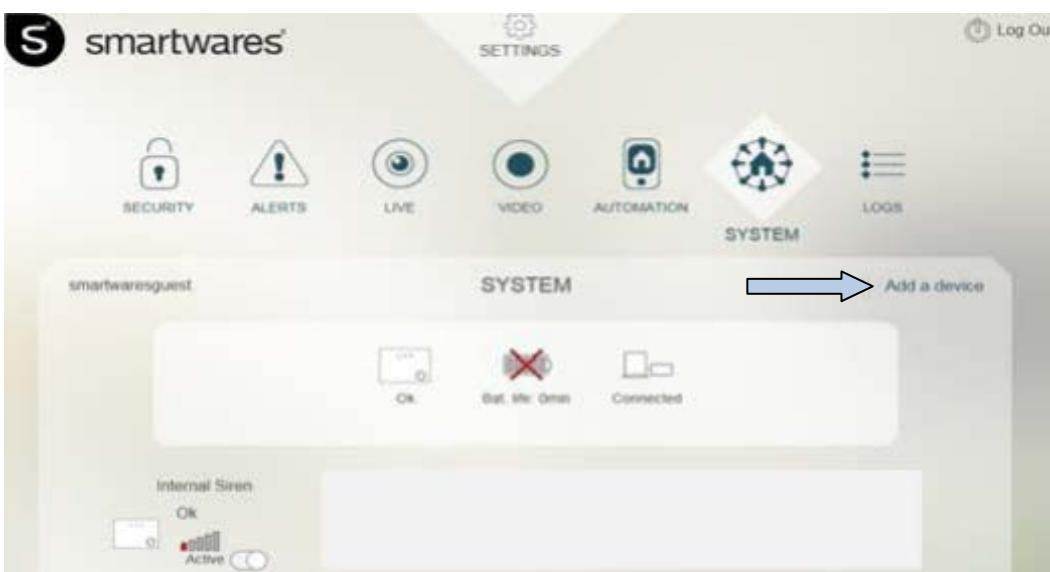 S smartwares
SETTINGS
Log Ou
SECURITY
ALERTS
LIVE
VIDEO
AUTOMATION
SYSTEM
LOGS
smartwaresguest
SYSTEM
Add a device
Ok
Bat. life: 0min
Connected
Internal Siren
Ok
Active